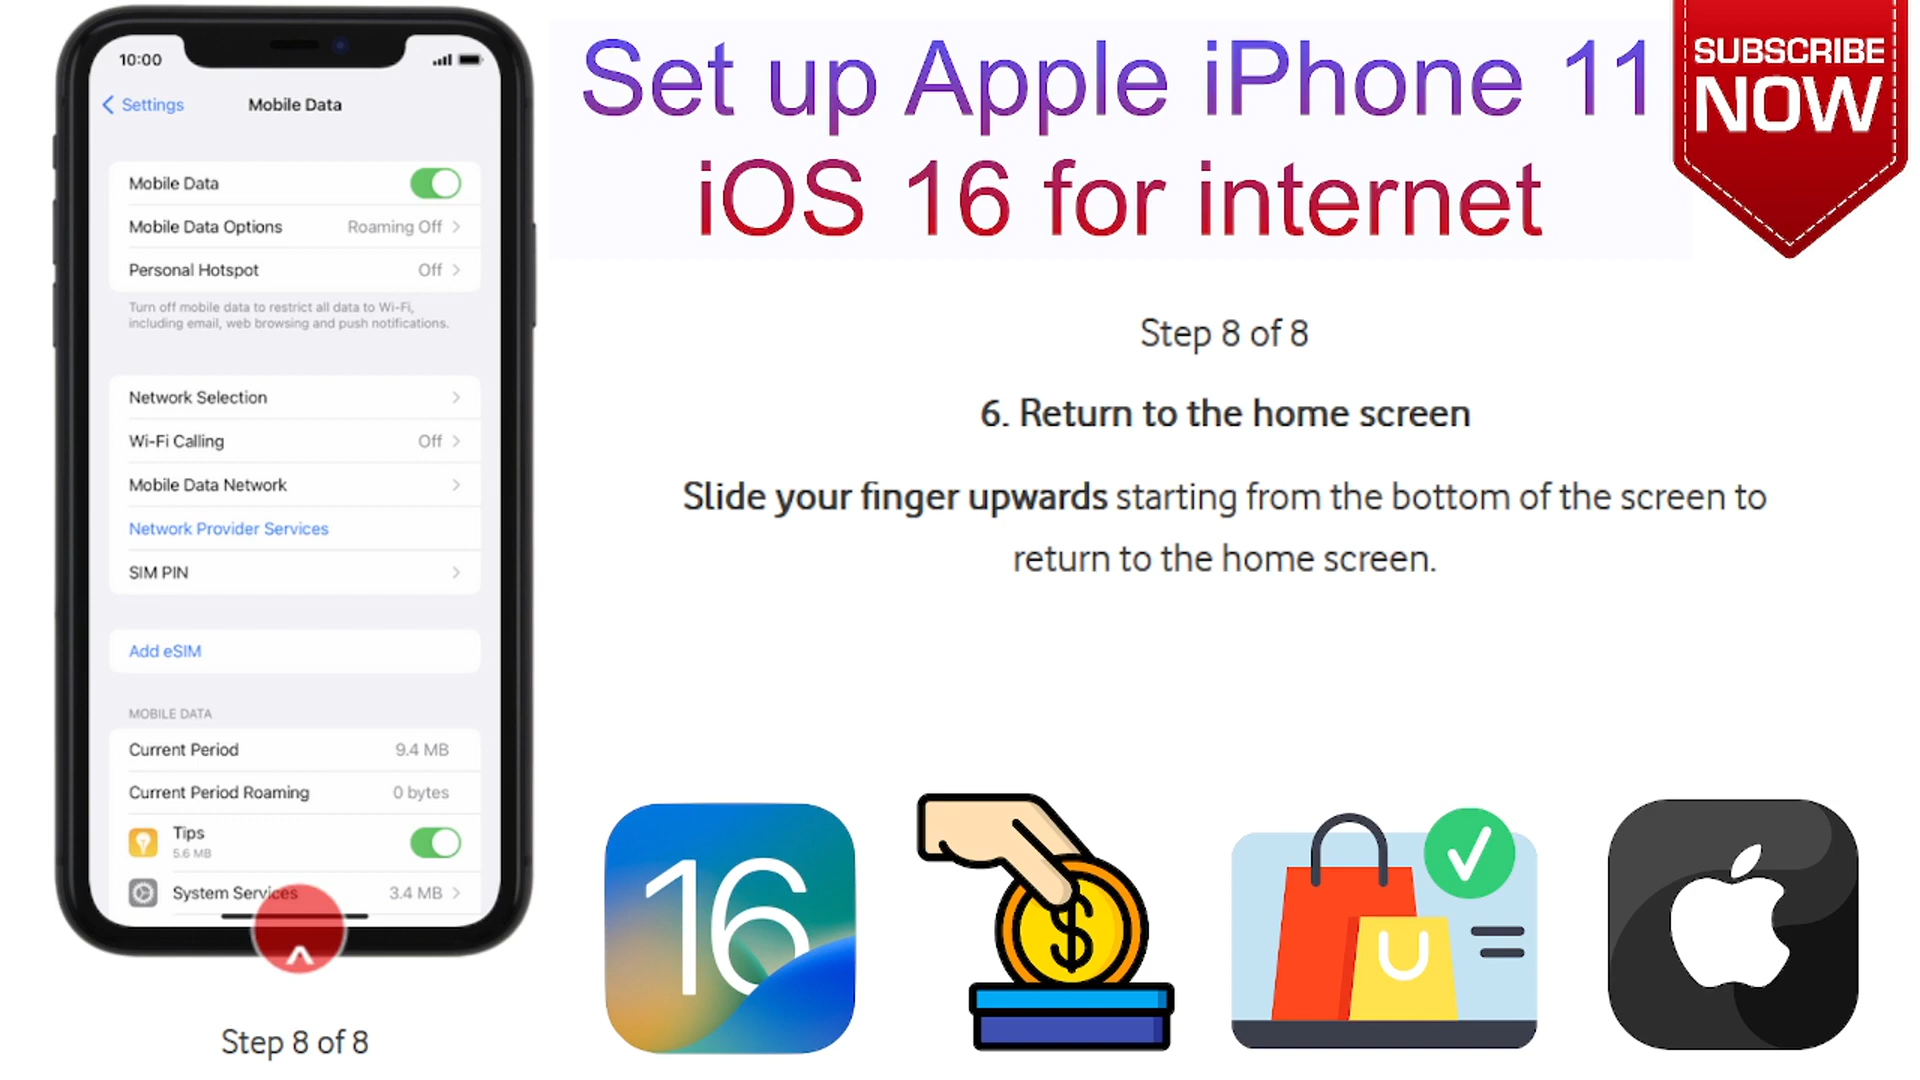 10:00
Settings
Mobile Data
Mobile Data
Mobile Data Options
Roaming Off
Personal Hotspot
Off
Turn off mobile data to restrict all data to Wi-Fi,
including email, web browsing and push notifications.
Network Selection
Wi-Fi Calling
Off
Mobile Data Network
Network Provider Services
SIM PIN
Add eSIM
MOBILE DATA
Current Period
9.4 MB
Current Period Roaming
0 bytes
Tips
5.6 MB
System Services
3.4 MB
Step 8 of 8
Set up Apple iPhone 11
iOS 16 for internet
SUBSCRIBE
NOW
Step 8 of 8
6. Return to the home screen
Slide your finger upwards starting from the bottom of the screen to
return to the home screen.
16
$